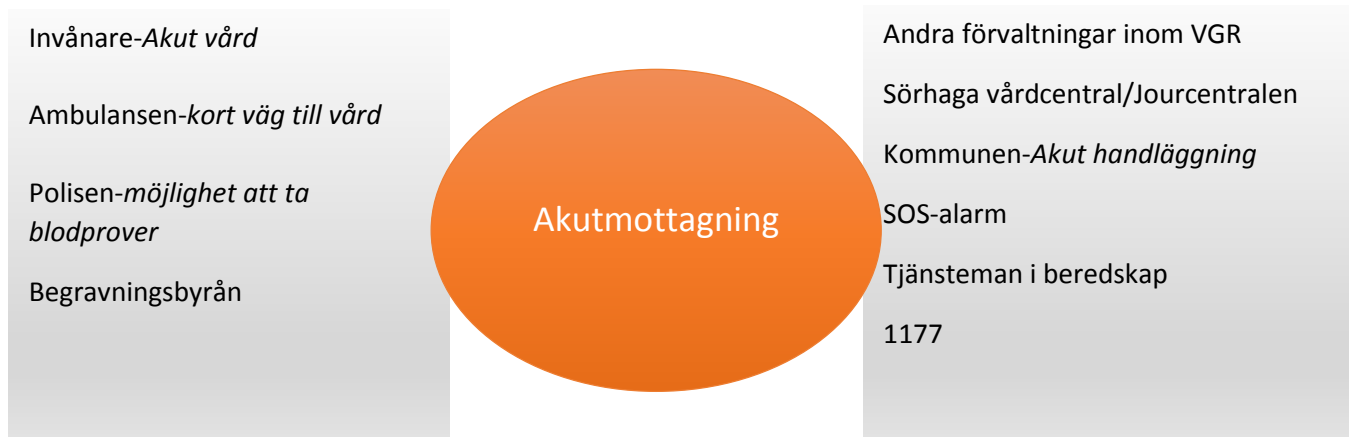 Invånare-Akut vård
Ambulansen-kort väg till vård
Polisen-möjlighet att ta
blodprover
Begravningsbyrån
Akutmottagning
Andra förvaltningar inom VGR
Sörhaga vårdcentral/Jourcentralen
Kommunen-Akut handläggning
SOS-alarm
Tjänsteman i beredskap
1177